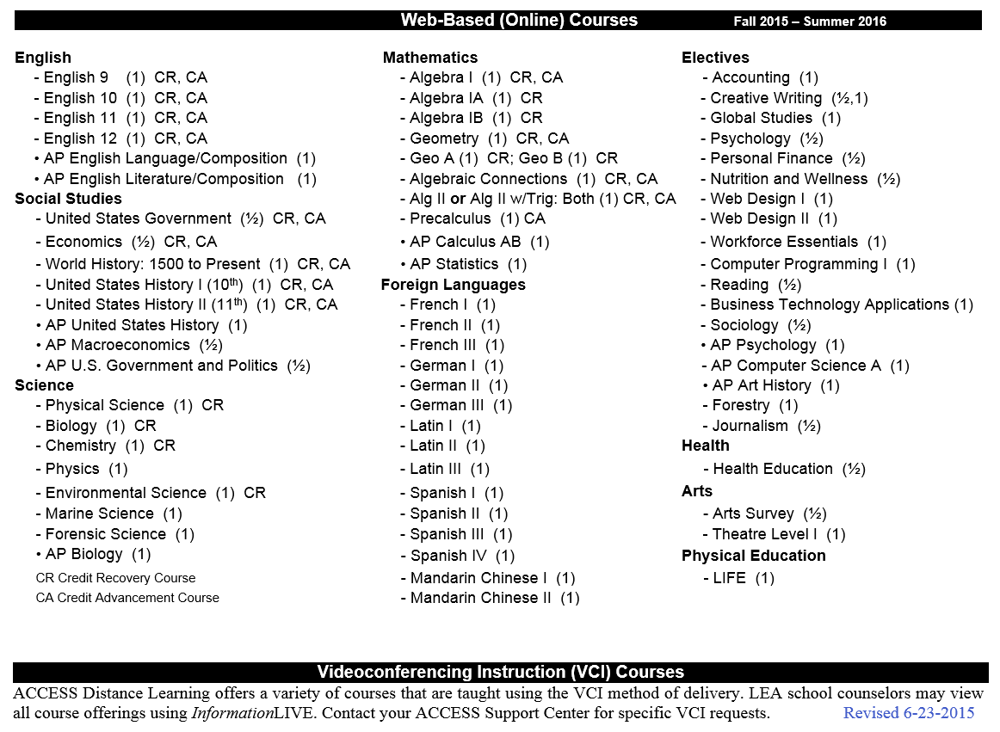 Web-Based (Online) Courses Fall 2015 – Summer 2016
English
- English 9 (1) CR, CA
- English 10 (1) CR, CA
- English 11 (1) CR, CA
- English 12 (1) CR, CA
• AP English Language/Composition (1)
• AP English Literature/Composition (1)
Social Studies
- United States Government (½) CR, CA
- Economics (½) CR, CA
- World History: 1500 to Present (1) CR, CA
- United States History I (10th) (1) CR, CA
- United States History II (11th) (1) CR, CA
• AP United States History (1)
• AP Macroeconomics (½)
• AP U.S. Government and Politics (½)
Science
- Physical Science (1) CR
- Biology (1) CR
- Chemistry (1) CR
- Physics (1)
- Environmental Science (1) CR
- Marine Science (1)
- Forensic Science (1)
• AP Biology (1)
CR Credit Recovery Course
CA Credit Advancement Course
Mathematics
- Algebra I (1) CR, CA
- Algebra IA (1) CR
- Algebra IB (1) CR
- Geometry (1) CR, CA
- Geo A (1) CR; Geo B (1) CR
- Algebraic Connections (1) CR, CA
- Alg II or Alg II w/Trig: Both (1) CR, CA
- Precalculus (1) CA
• AP Calculus AB (1)
• AP Statistics (1)
Foreign Languages
- French I (1)
- French II (1)
- French III (1)
- German I (1)
- German II (1)
- German III (1)
- Latin I (1)
- Latin II (1)
- Latin III (1)
- Spanish I (1)
- Spanish II (1)
- Spanish III (1)
- Spanish IV (1)
- Mandarin Chinese I (1)
- Mandarin Chinese II (1)
Electives
- Accounting (1)
- Creative Writing (½,1)
- Global Studies (1)
- Psychology (½)
- Personal Finance (½)
- Nutrition and Wellness (½)
- Web Design I (1)
- Web Design II (1)
- Workforce Essentials (1)
- Computer Programming I (1)
- Reading (½)
- Business Technology Applications (1)
- Sociology (½)
• AP Psychology (1)
- AP Computer Science A (1)
• AP Art History (1)
- Forestry (1)
- Journalism (½)
Health
- Health Education (½)
Arts
- Arts Survey (½)
- Theatre Level I (1)
Physical Education
- LIFE (1)
Videoconferencing Instruction (VCI) Courses
ACCESS Distance Learning offers a variety of courses that are taught using the VCI method of delivery. LEA school counselors may view
all course offerings using InformationLIVE. Contact your ACCESS Support Center for specific VCI requests. Revised 6-23-2015